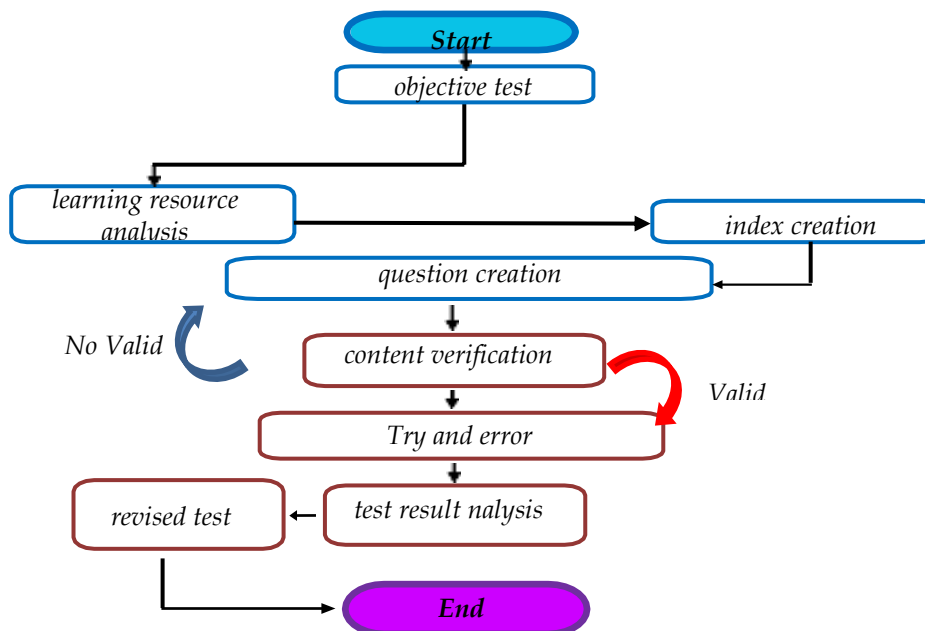 Start
objective test
learning resource
analysis
index creation
question creation
No Valid
content verification
Valid
Try and error
test result nalysis
revised test
End